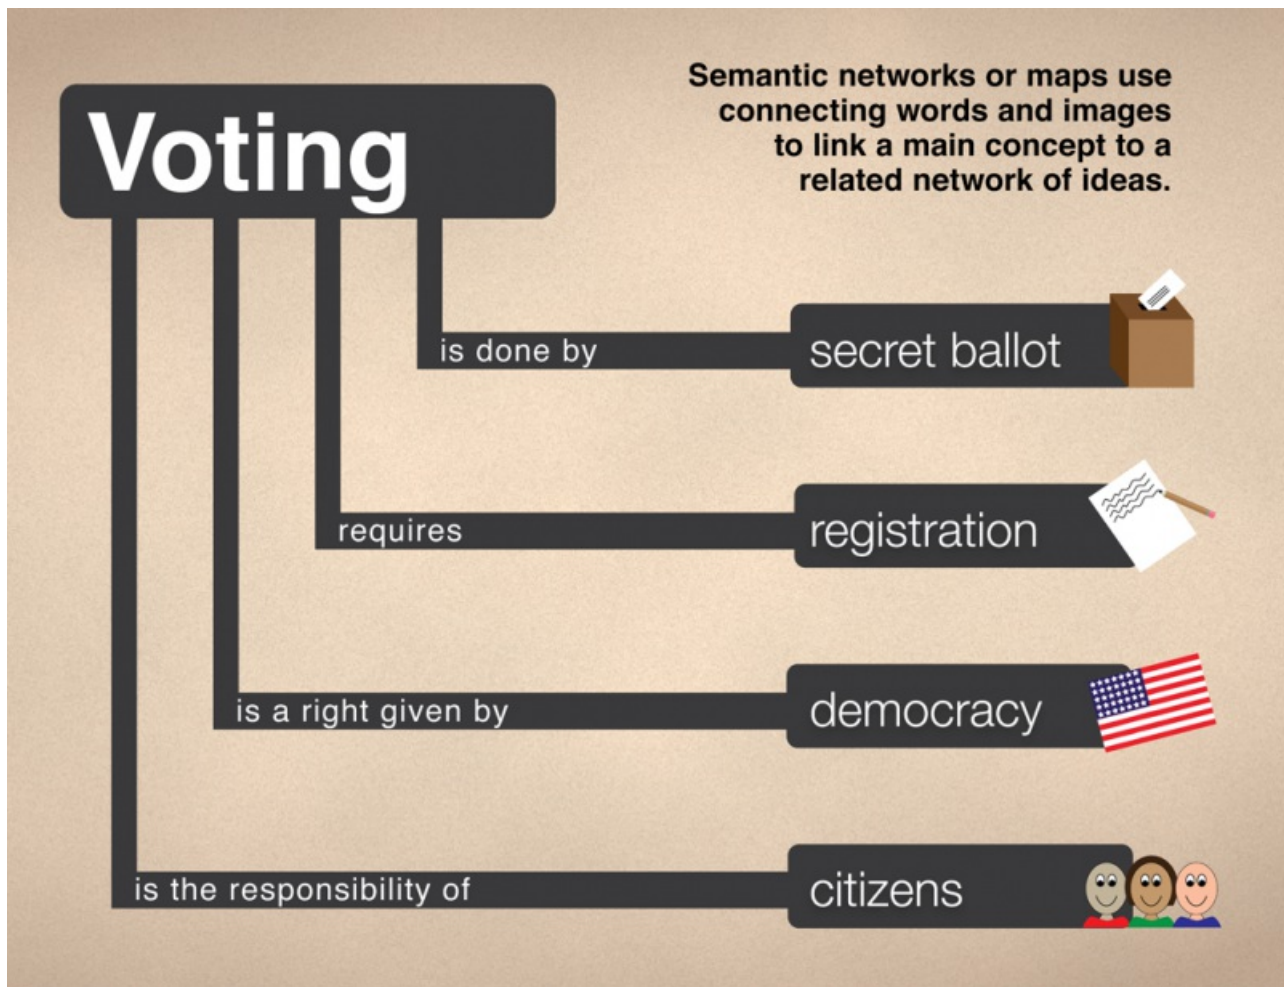 Voting
Semantic networks or maps use
connecting words and images
to link a main concept to a
related network of ideas.
is done by
secret ballot
requires
registration
is a right given by
democracy
is the responsibility of
citizens